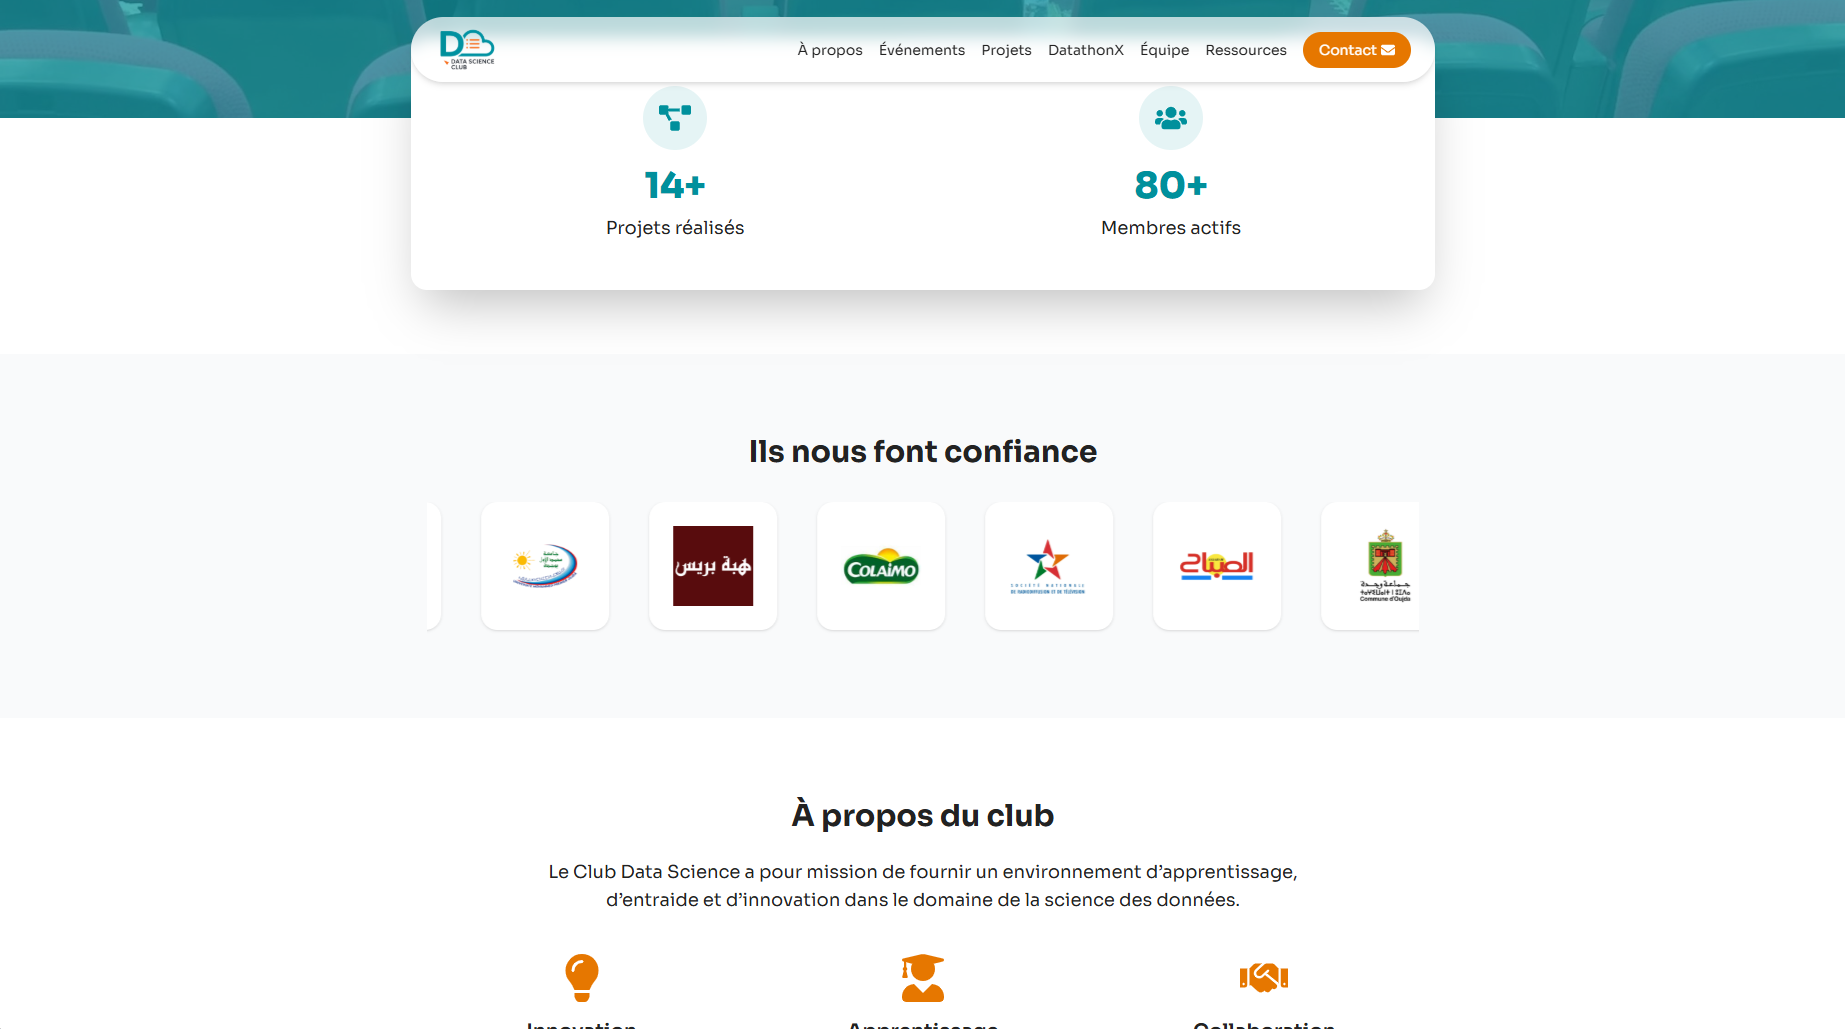 DATA SCIENCE
CLUB
À propos
Événements
Projets
DatathonX
Équipe
Ressources
Contact
14+
80+
Projets réalisés
Membres actifs
Ils nous font confiance
هبة بريس
COLAIMO
SOCIÉTÉ NATIONALE
DE RADIODIFFUSION ET DE TÉLÉVISION
الصباح
جماعة وجدة
Commune d'Oujda
À propos du club
Le Club Data Science a pour mission de fournir un environnement d’apprentissage,
d’entraide et d’innovation dans le domaine de la science des données.
Innovation
Apprentissage
Collaboration